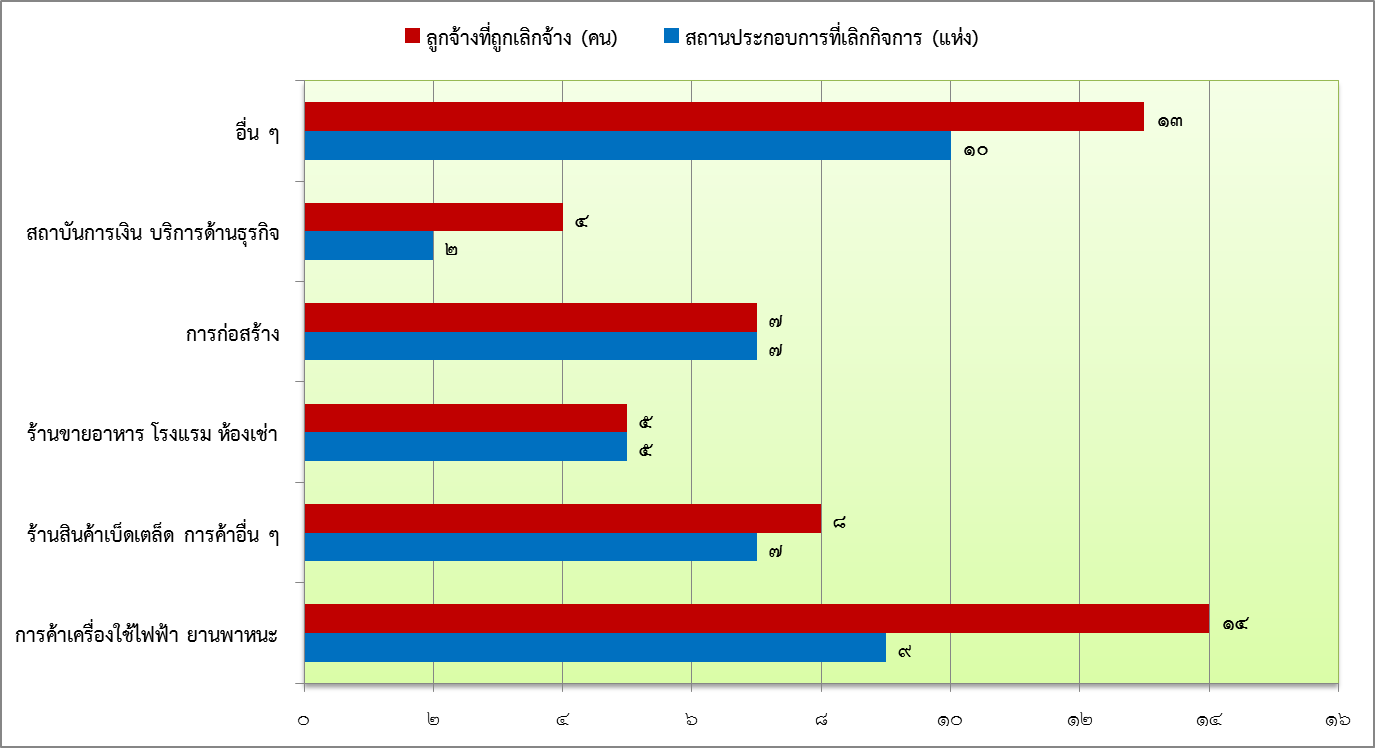 ลูกจ้างที่ถูกเลิกจ้าง (คน) สถานประกอบการที่เลิกกิจการ (แห่ง)
อื่น ๆ
๑๓
๑๐
สถาบันการเงิน บริการด้านธุรกิจ
๔
๒
การก่อสร้าง
๗
๗
ร้านขายอาหาร โรงแรม ห้องเช่า
๕
๕
ร้านสินค้าเบ็ดเตล็ด การค้าอื่น ๆ
๘
๗
การค้าเครื่องใช้ไฟฟ้า ยานพาหนะ
๑๔
๙
๐ ๒ ๔ ๖ ๘ ๑๐ ๑๒ ๑๔ ๑๖